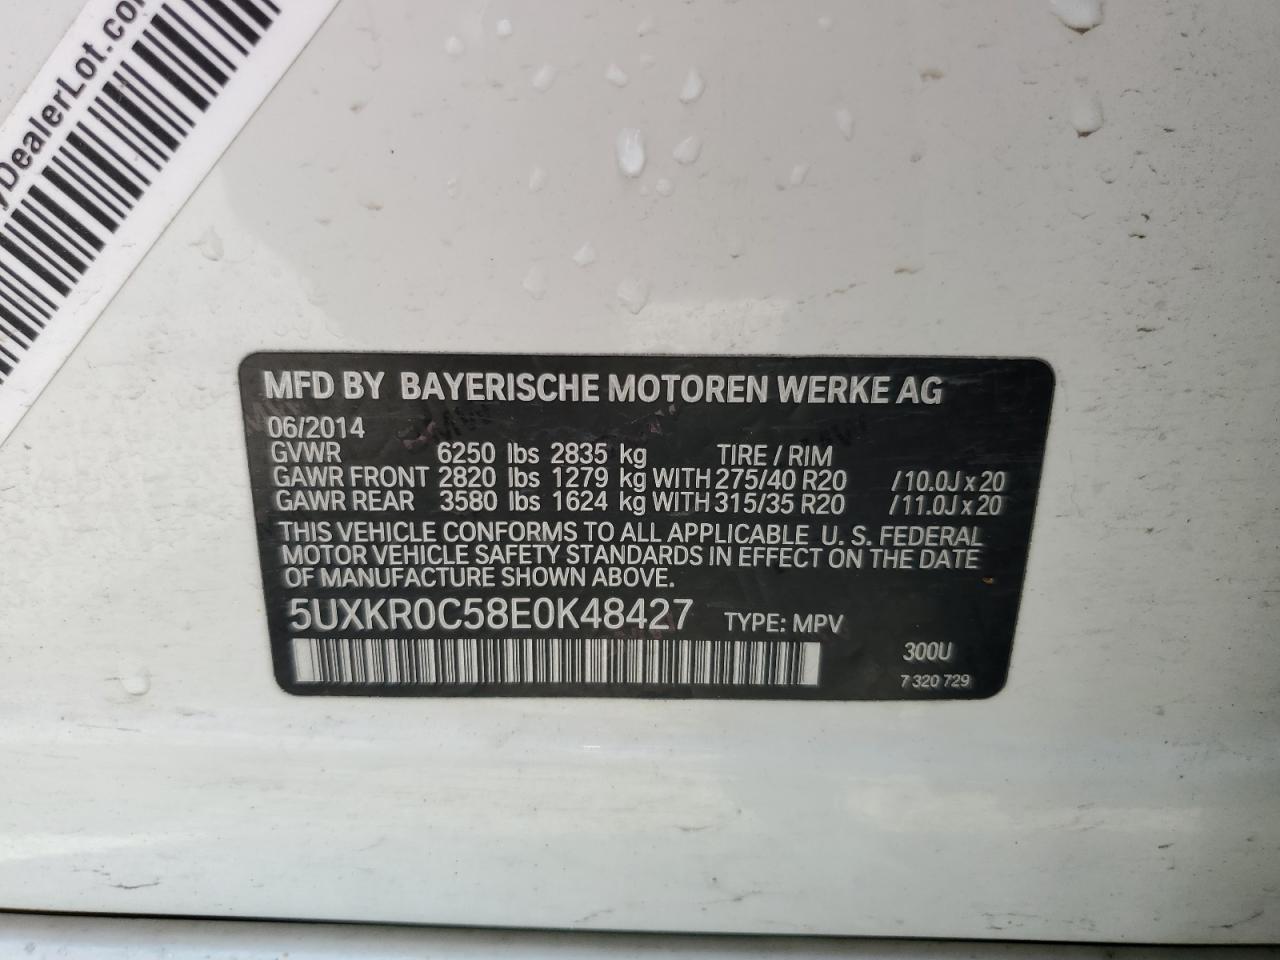 yDealerLot.co
MFD BY BAYERISCHE MOTOREN WERKE AG
06/2014
GVWR 6250 lbs 2835 kg TIRE / RIM
GAWR FRONT 2820 lbs 1279 kg WITH 275/40 R20 / 10.0J x 20
GAWR REAR 3580 lbs 1624 kg WITH 315/35 R20 / 11.0J x 20
THIS VEHICLE CONFORMS TO ALL APPLICABLE U. S. FEDERAL
MOTOR VEHICLE SAFETY STANDARDS IN EFFECT ON THE DATE
OF MANUFACTURE SHOWN ABOVE.
5UXKR0C58E0K48427 TYPE: MPV
300U
7 320 729